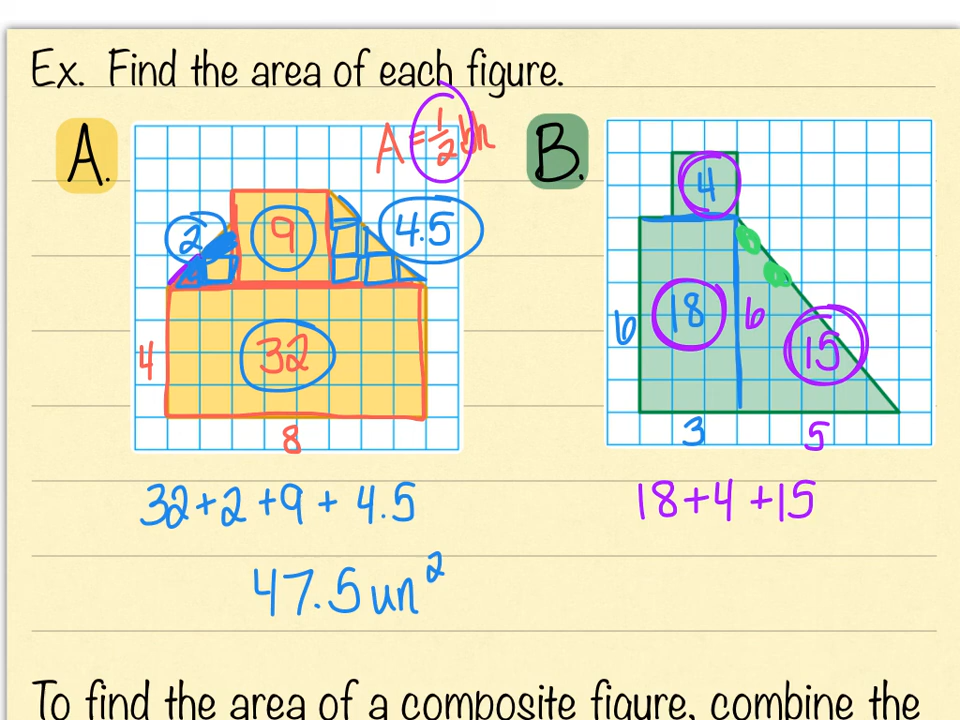 Ex. Find the area of each figure.
A.
A = 1/2 bh
2
9
4.5
4
32
8
32+2+9+4.5
47.5 un²
B.
4
6
18
6
15
3
5
18+4+15
To find the area of a composite figure, combine the